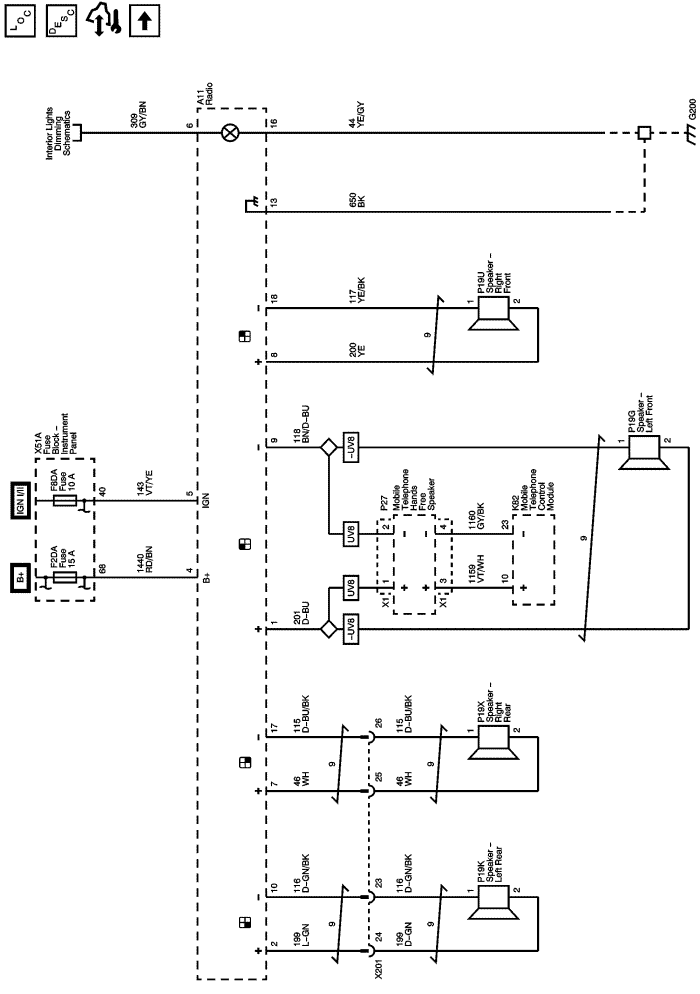 LOC
DESC
Interior Lights
Dimming
Schematics
309
GY/BN
6
A11
Radio
16
44
YE/GY
G200
13
650
BK
18
117
YE/BK
P19U
Speaker –
Right
Front
1
2
9
8
200
YE
–
+
X51A
Fuse
Block –
Instrument
Panel
IGN I/II
F8DA
Fuse
10 A
40
143
VT/YE
5
IGN
B+
F2DA
Fuse
15 A
68
1440
RD/BN
4
B+
–
9
118
BN/D–BU
–UV8
UV8
P19G
Speaker –
Left Front
1
2
9
P27
Mobile
Telephone
Hands
Free
Speaker
2
–
–
4
1160
GY/BK
23
–
K82
Mobile
Telephone
Control
Module
X1
1
+
+
3
X1
1159
VT/WH
10
+
UV8
–UV8
+
1
201
D–BU
–
17
115
D–BU/BK
26
115
D–BU/BK
P19X
Speaker –
Right
Rear
1
2
9
9
+
7
46
WH
25
46
WH
–
10
116
D–GN/BK
23
116
D–GN/BK
P19K
Speaker –
Left Rear
1
2
9
9
+
2
199
L–GN
24
X201
199
D–GN